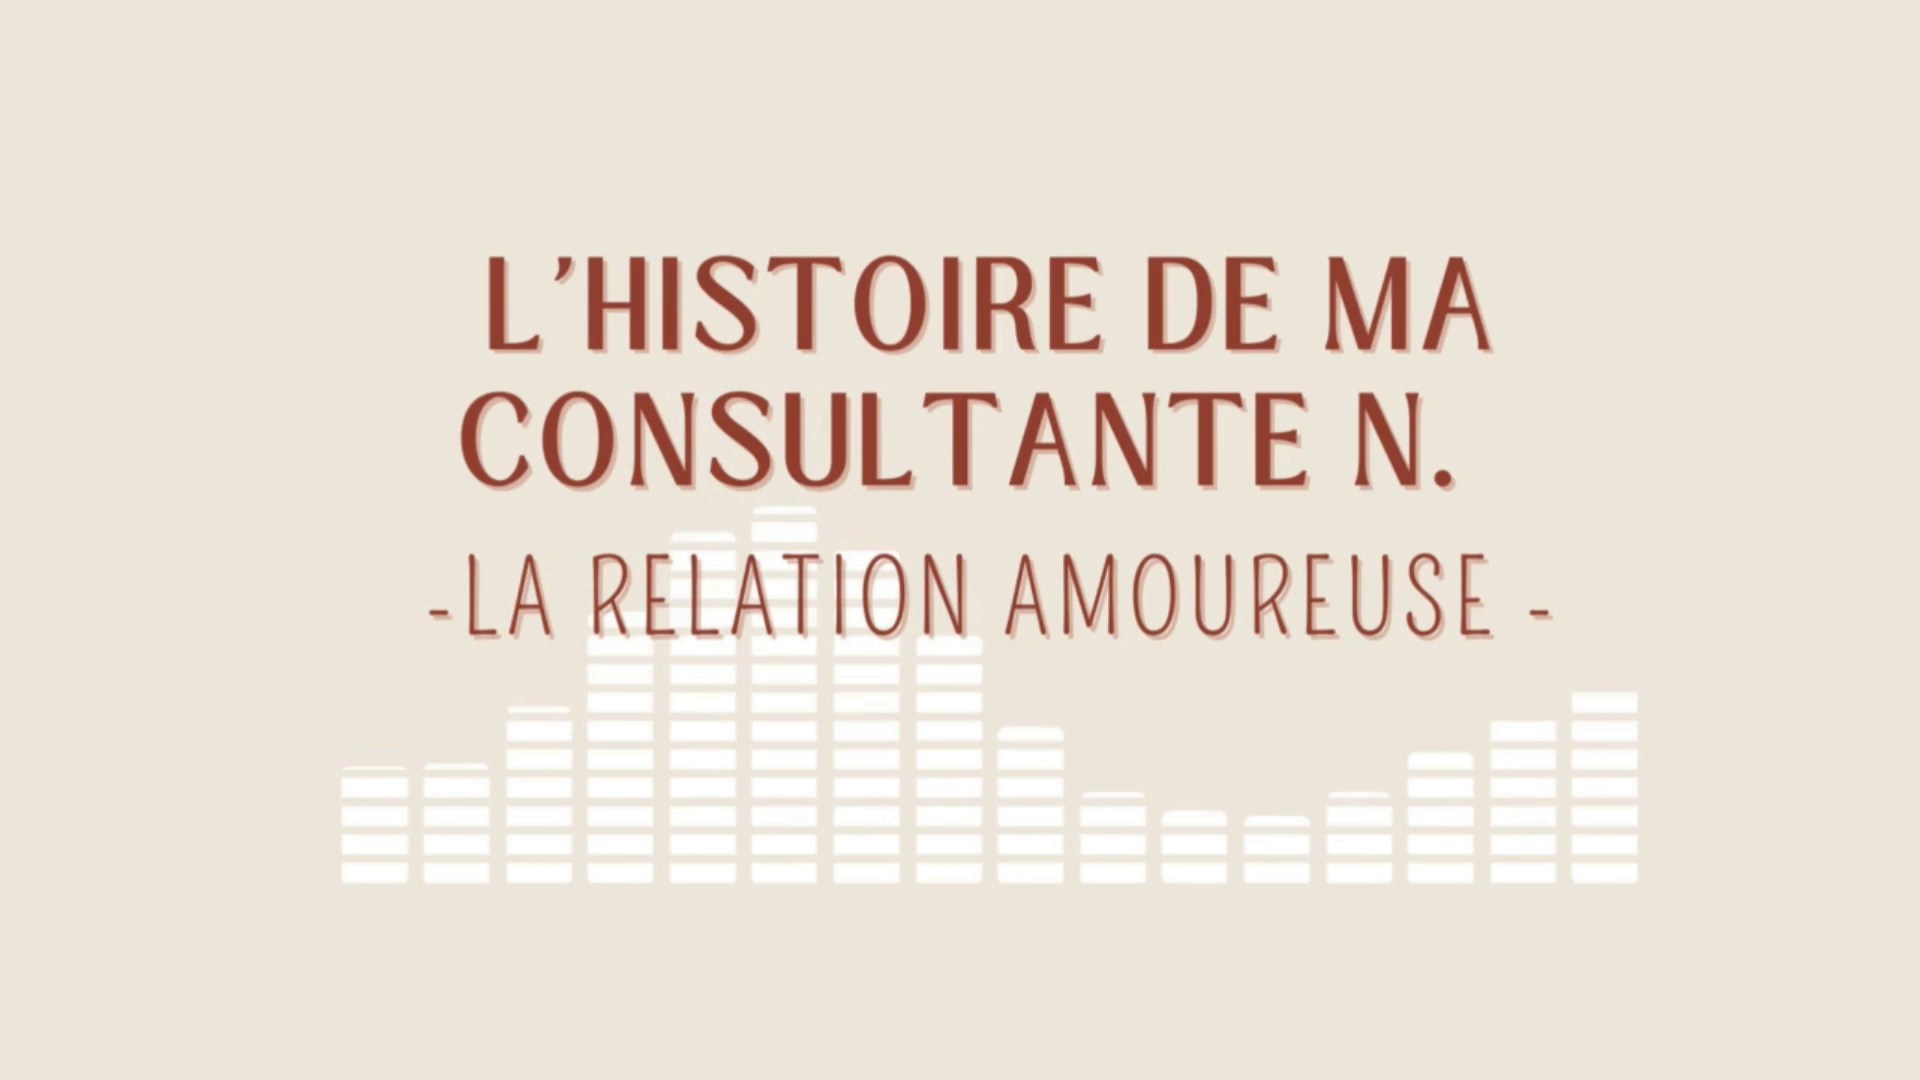 L'HISTOIRE DE MA
CONSULTANTE N.
-LA RELATION AMOUREUSE -